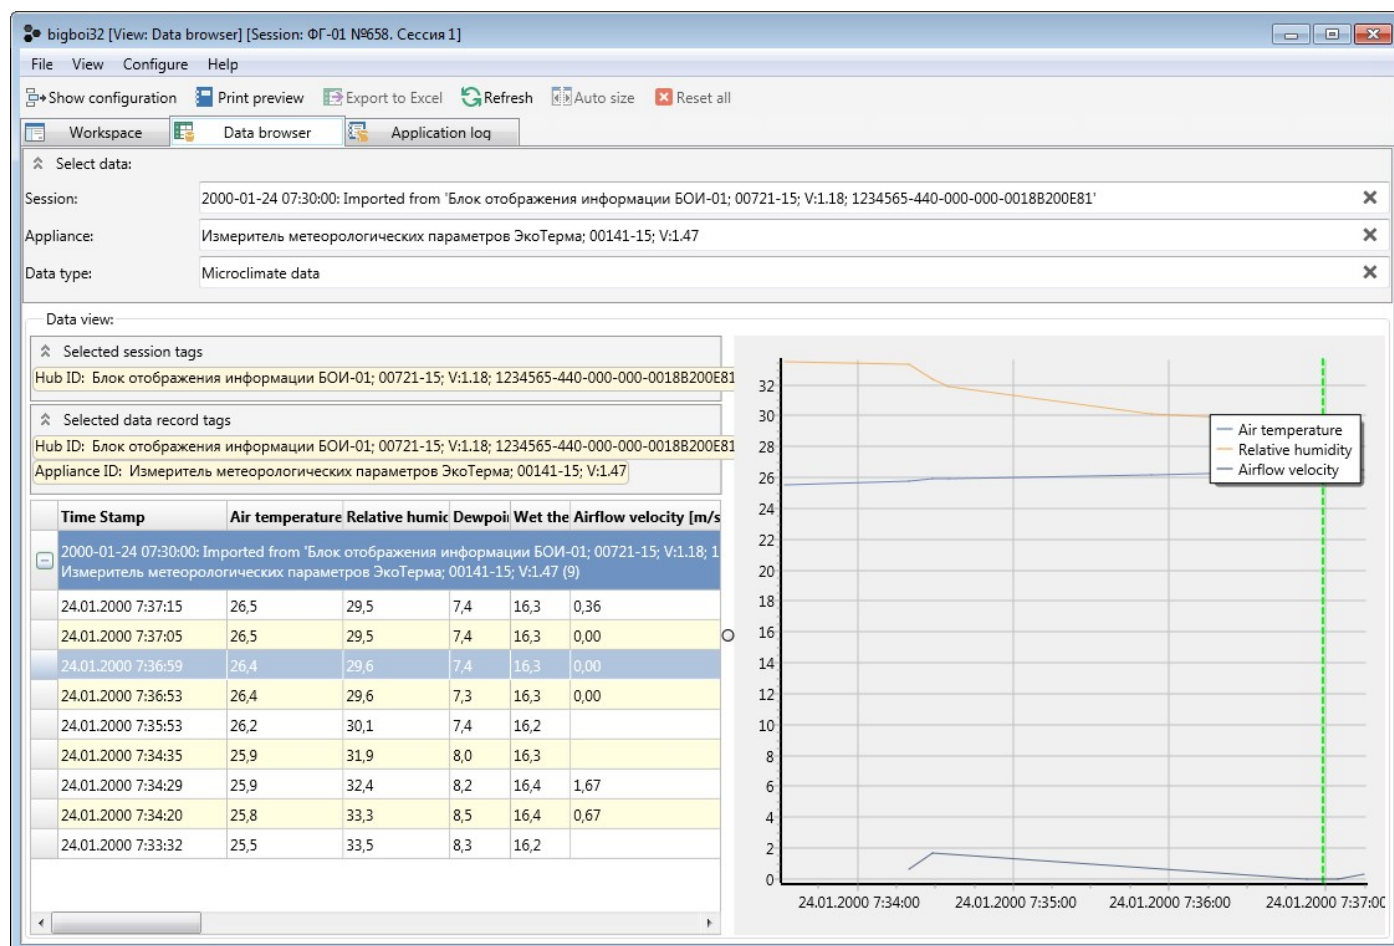 bigboi32 [View: Data browser] [Session: ФГ-01 №658. Сессия 1]
File View Configure Help
Show configuration Print preview Export to Excel Refresh Auto size Reset all
Workspace Data browser Application log
Select data:
Session: 2000-01-24 07:30:00: Imported from 'Блок отображения информации БОИ-01; 00721-15; V:1.18; 1234565-440-000-000-0018B200E81'
Appliance: Измеритель метеорологических параметров ЭкоТерма; 00141-15; V:1.47
Data type: Microclimate data
Data view:
Selected session tags
Hub ID: Блок отображения информации БОИ-01; 00721-15; V:1.18; 1234565-440-000-000-0018B200E81
Selected data record tags
Hub ID: Блок отображения информации БОИ-01; 00721-15; V:1.18; 1234565-440-000-000-0018B200E81
Appliance ID: Измеритель метеорологических параметров ЭкоТерма; 00141-15; V:1.47
Time Stamp Air temperature Relative humic Dewpoi Wet the Airflow velocity [m/s
2000-01-24 07:30:00: Imported from 'Блок отображения информации БОИ-01; 00721-15; V:1.18; 1
Измеритель метеорологических параметров ЭкоТерма; 00141-15; V:1.47 (9)
24.01.2000 7:37:15 26,5 29,5 7,4 16,3 0,36
24.01.2000 7:37:05 26,5 29,5 7,4 16,3 0,00
24.01.2000 7:36:59 26,4 29,6 7,4 16,3 0,00
24.01.2000 7:36:53 26,4 29,6 7,3 16,3 0,00
24.01.2000 7:35:53 26,2 30,1 7,4 16,2
24.01.2000 7:34:35 25,9 31,9 8,0 16,3
24.01.2000 7:34:29 25,9 32,4 8,2 16,4 1,67
24.01.2000 7:34:20 25,8 33,3 8,5 16,4 0,67
24.01.2000 7:33:32 25,5 33,5 8,3 16,2
32
30
28
26
24
22
20
18
16
14
12
10
8
6
4
2
0
Air temperature
Relative humidity
Airflow velocity
24.01.2000 7:34:00 24.01.2000 7:35:00 24.01.2000 7:36:00 24.01.2000 7:37:00